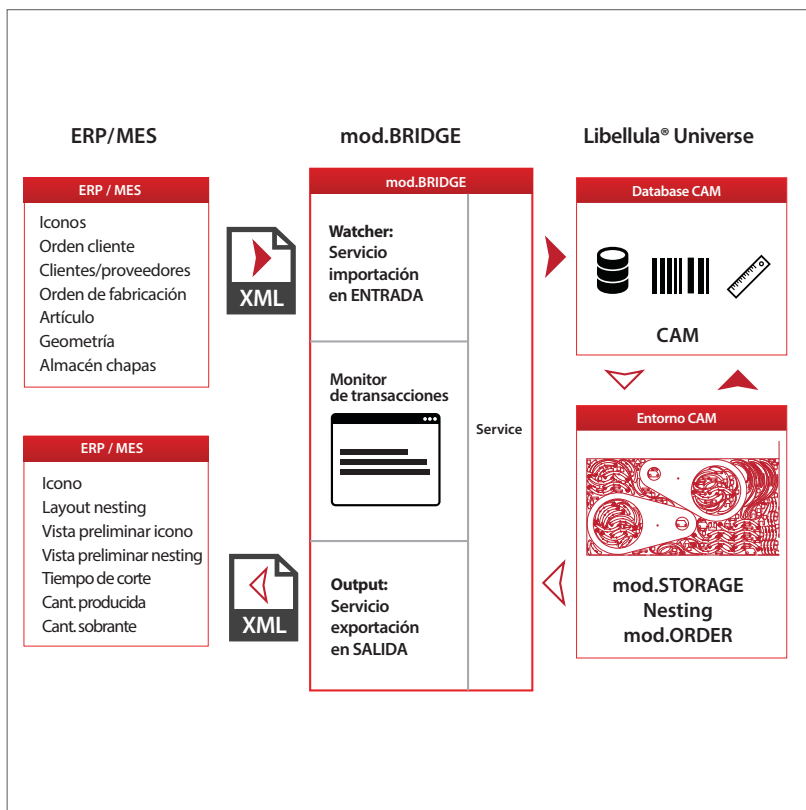 ERP/MES
mod.BRIDGE
Libellula® Universe
ERP / MES
Iconos
Orden cliente
Clientes/proveedores
Orden de fabricación
Artículo
Geometría
Almacén chapas
XML
mod.BRIDGE
Watcher:
Servicio
importación
en ENTRADA
Monitor
de transacciones
Service
Output:
Servicio
exportación
en SALIDA
Database CAM
CAM
ERP / MES
Icono
Layout nesting
Vista preliminar icono
Vista preliminar nesting
Tiempo de corte
Cant. producida
Cant. sobrante
XML
Entorno CAM
mod.STORAGE
Nesting
mod.ORDER